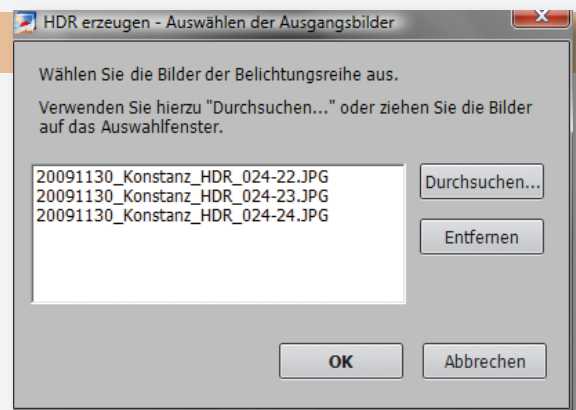 HDR erzeugen - Auswählen der Ausgangsbilder
Wählen Sie die Bilder der Belichtungsreihe aus.
Verwenden Sie hierzu "Durchsuchen..." oder ziehen Sie die Bilder
auf das Auswahlfenster.
20091130_Konstanz_HDR_024-22.JPG
20091130_Konstanz_HDR_024-23.JPG
20091130_Konstanz_HDR_024-24.JPG
Durchsuchen...
Entfernen
OK
Abbrechen